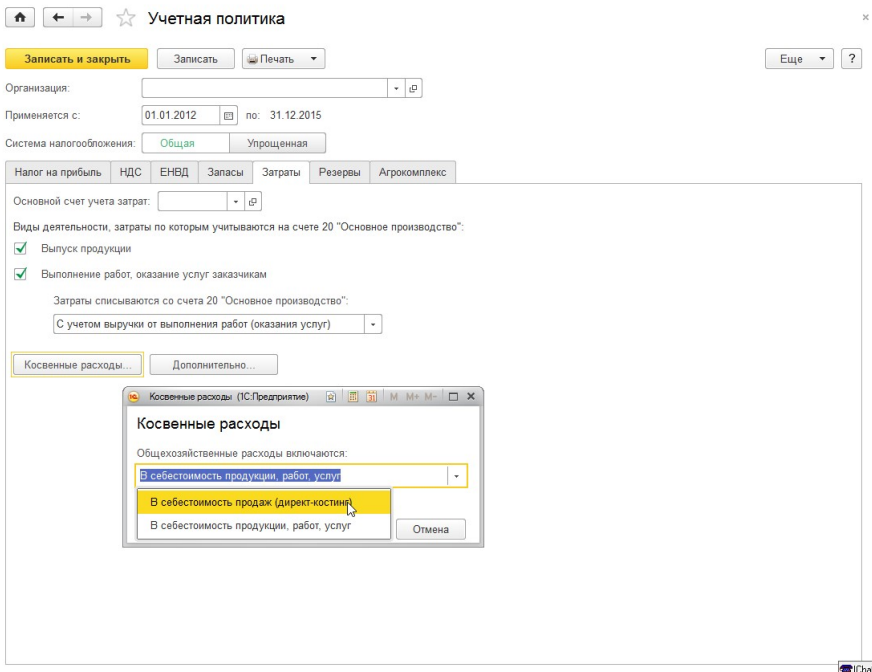 Учетная политика
Записать и закрыть Записать Печать Еще ?
Организация:
Применяется с: 01.01.2012 по: 31.12.2015
Система налогообложения: Общая Упрощенная
Налог на прибыль НДС ЕНВД Запасы Затраты Резервы Агрокомплекс
Основной счет учета затрат:
Виды деятельности, затраты по которым учитываются на счете 20 "Основное производство":
Выпуск продукции
Выполнение работ, оказание услуг заказчикам
Затраты списываются со счета 20 "Основное производство":
С учетом выручки от выполнения работ (оказания услуг)
Косвенные расходы... Дополнительно...
Косвенные расходы (1С:Предприятие) 31 M M+ M-
Косвенные расходы
Общехозяйственные расходы включаются:
В себестоимость продукции, работ, услуг
В себестоимость продаж (директ-костинг)
В себестоимость продукции, работ, услуг
Отмена